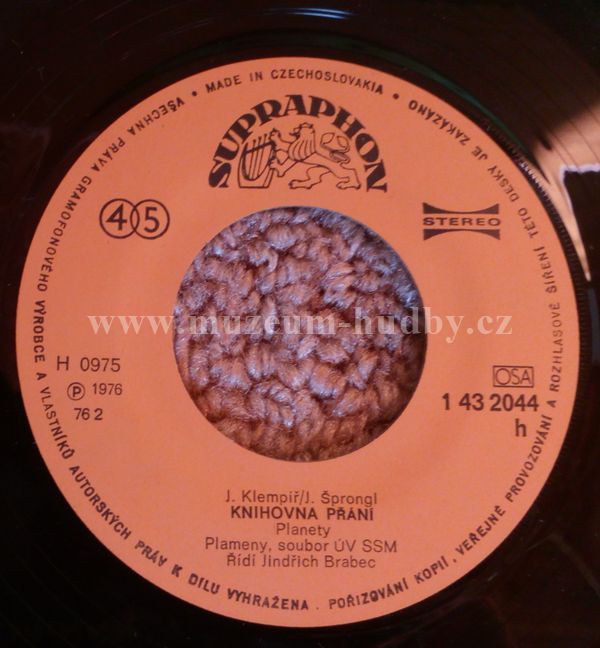 VŠECHNA PRÁVA GRAMOFONOVÉHO VÝROBCE A VLASTNÍKŮ AUTORSKÝCH PRÁV K DÍLU VYHRAŽENA . POŘIZOVÁNÍ KOPIÍ, VEŘEJNÉ PROVOZOVÁNÍ A ROZHLASOVÉ ŠÍŘENÍ TÉTO DESKY JE ZAKÁZÁNO
• MADE IN CZECHOSLOVAKIA •
SUPRAPHON
45
STEREO
www.muzeum-hudby.cz
H 0975
Ⓟ 1976
76 2
OSA
1 43 2044
h
J. Klempíř/J. Šprongl
KNIHOVNA PŘÁNÍ
Planety
Plameny, soubor ÚV SSM
Řídí Jindřich Brabec